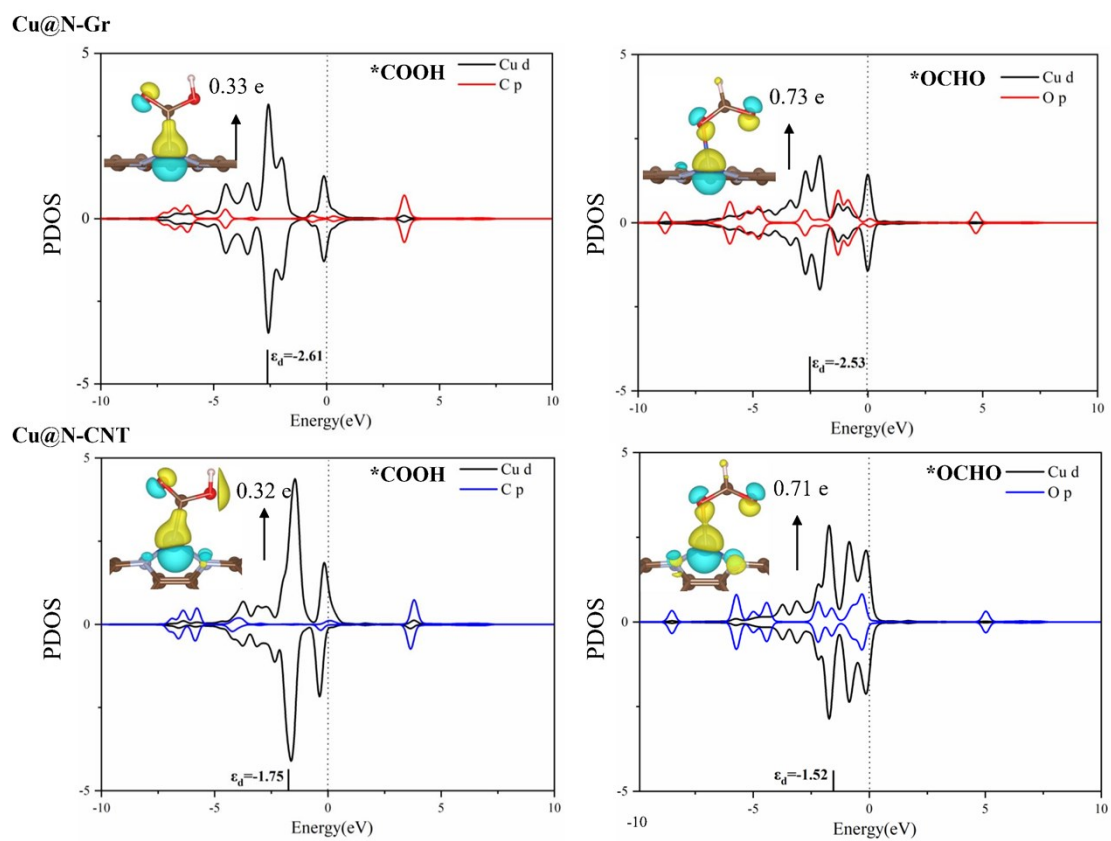 Cu@N-Gr
5
0
-5
PDOS
0.33 e
*COOH
Cu d
C p
εd=-2.61
-10
-5
0
5
10
Energy(eV)
5
0
-5
PDOS
0.73 e
*OCHO
Cu d
O p
εd=-2.53
-10
-5
0
5
10
Energy(eV)
Cu@N-CNT
5
0
-5
PDOS
0.32 e
*COOH
Cu d
C p
εd=-1.75
-10
-5
0
5
10
Energy(eV)
5
0
-5
PDOS
0.71 e
*OCHO
Cu d
O p
εd=-1.52
-10
-5
0
5
10
Energy(eV)